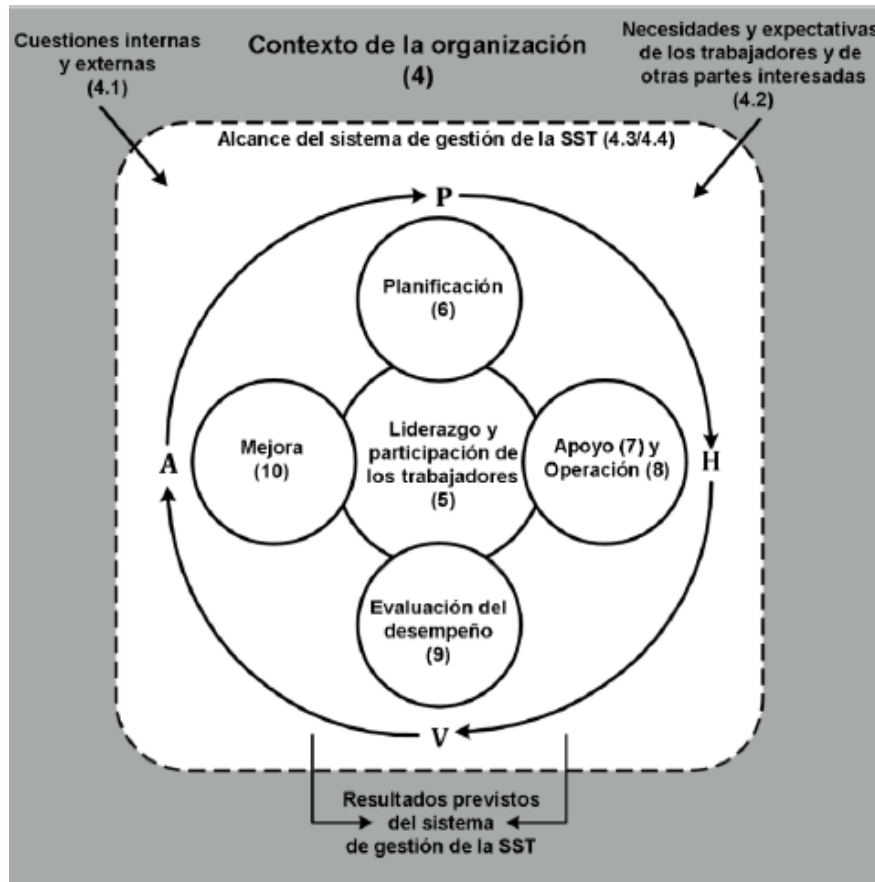 Cuestiones internas
y externas
(4.1)
Contexto de la organización
(4)
Necesidades y expectativas
de los trabajadores y de
otras partes interesadas
(4.2)
Alcance del sistema de gestión de la SST (4.3/4.4)
P
Planificación
(6)
A
Mejora
(10)
Liderazgo y
participación de
los trabajadores
(5)
Apoyo (7) y
Operación (8)
H
Evaluación del
desempeño
(9)
V
Resultados previstos
del sistema
de gestión de la SST